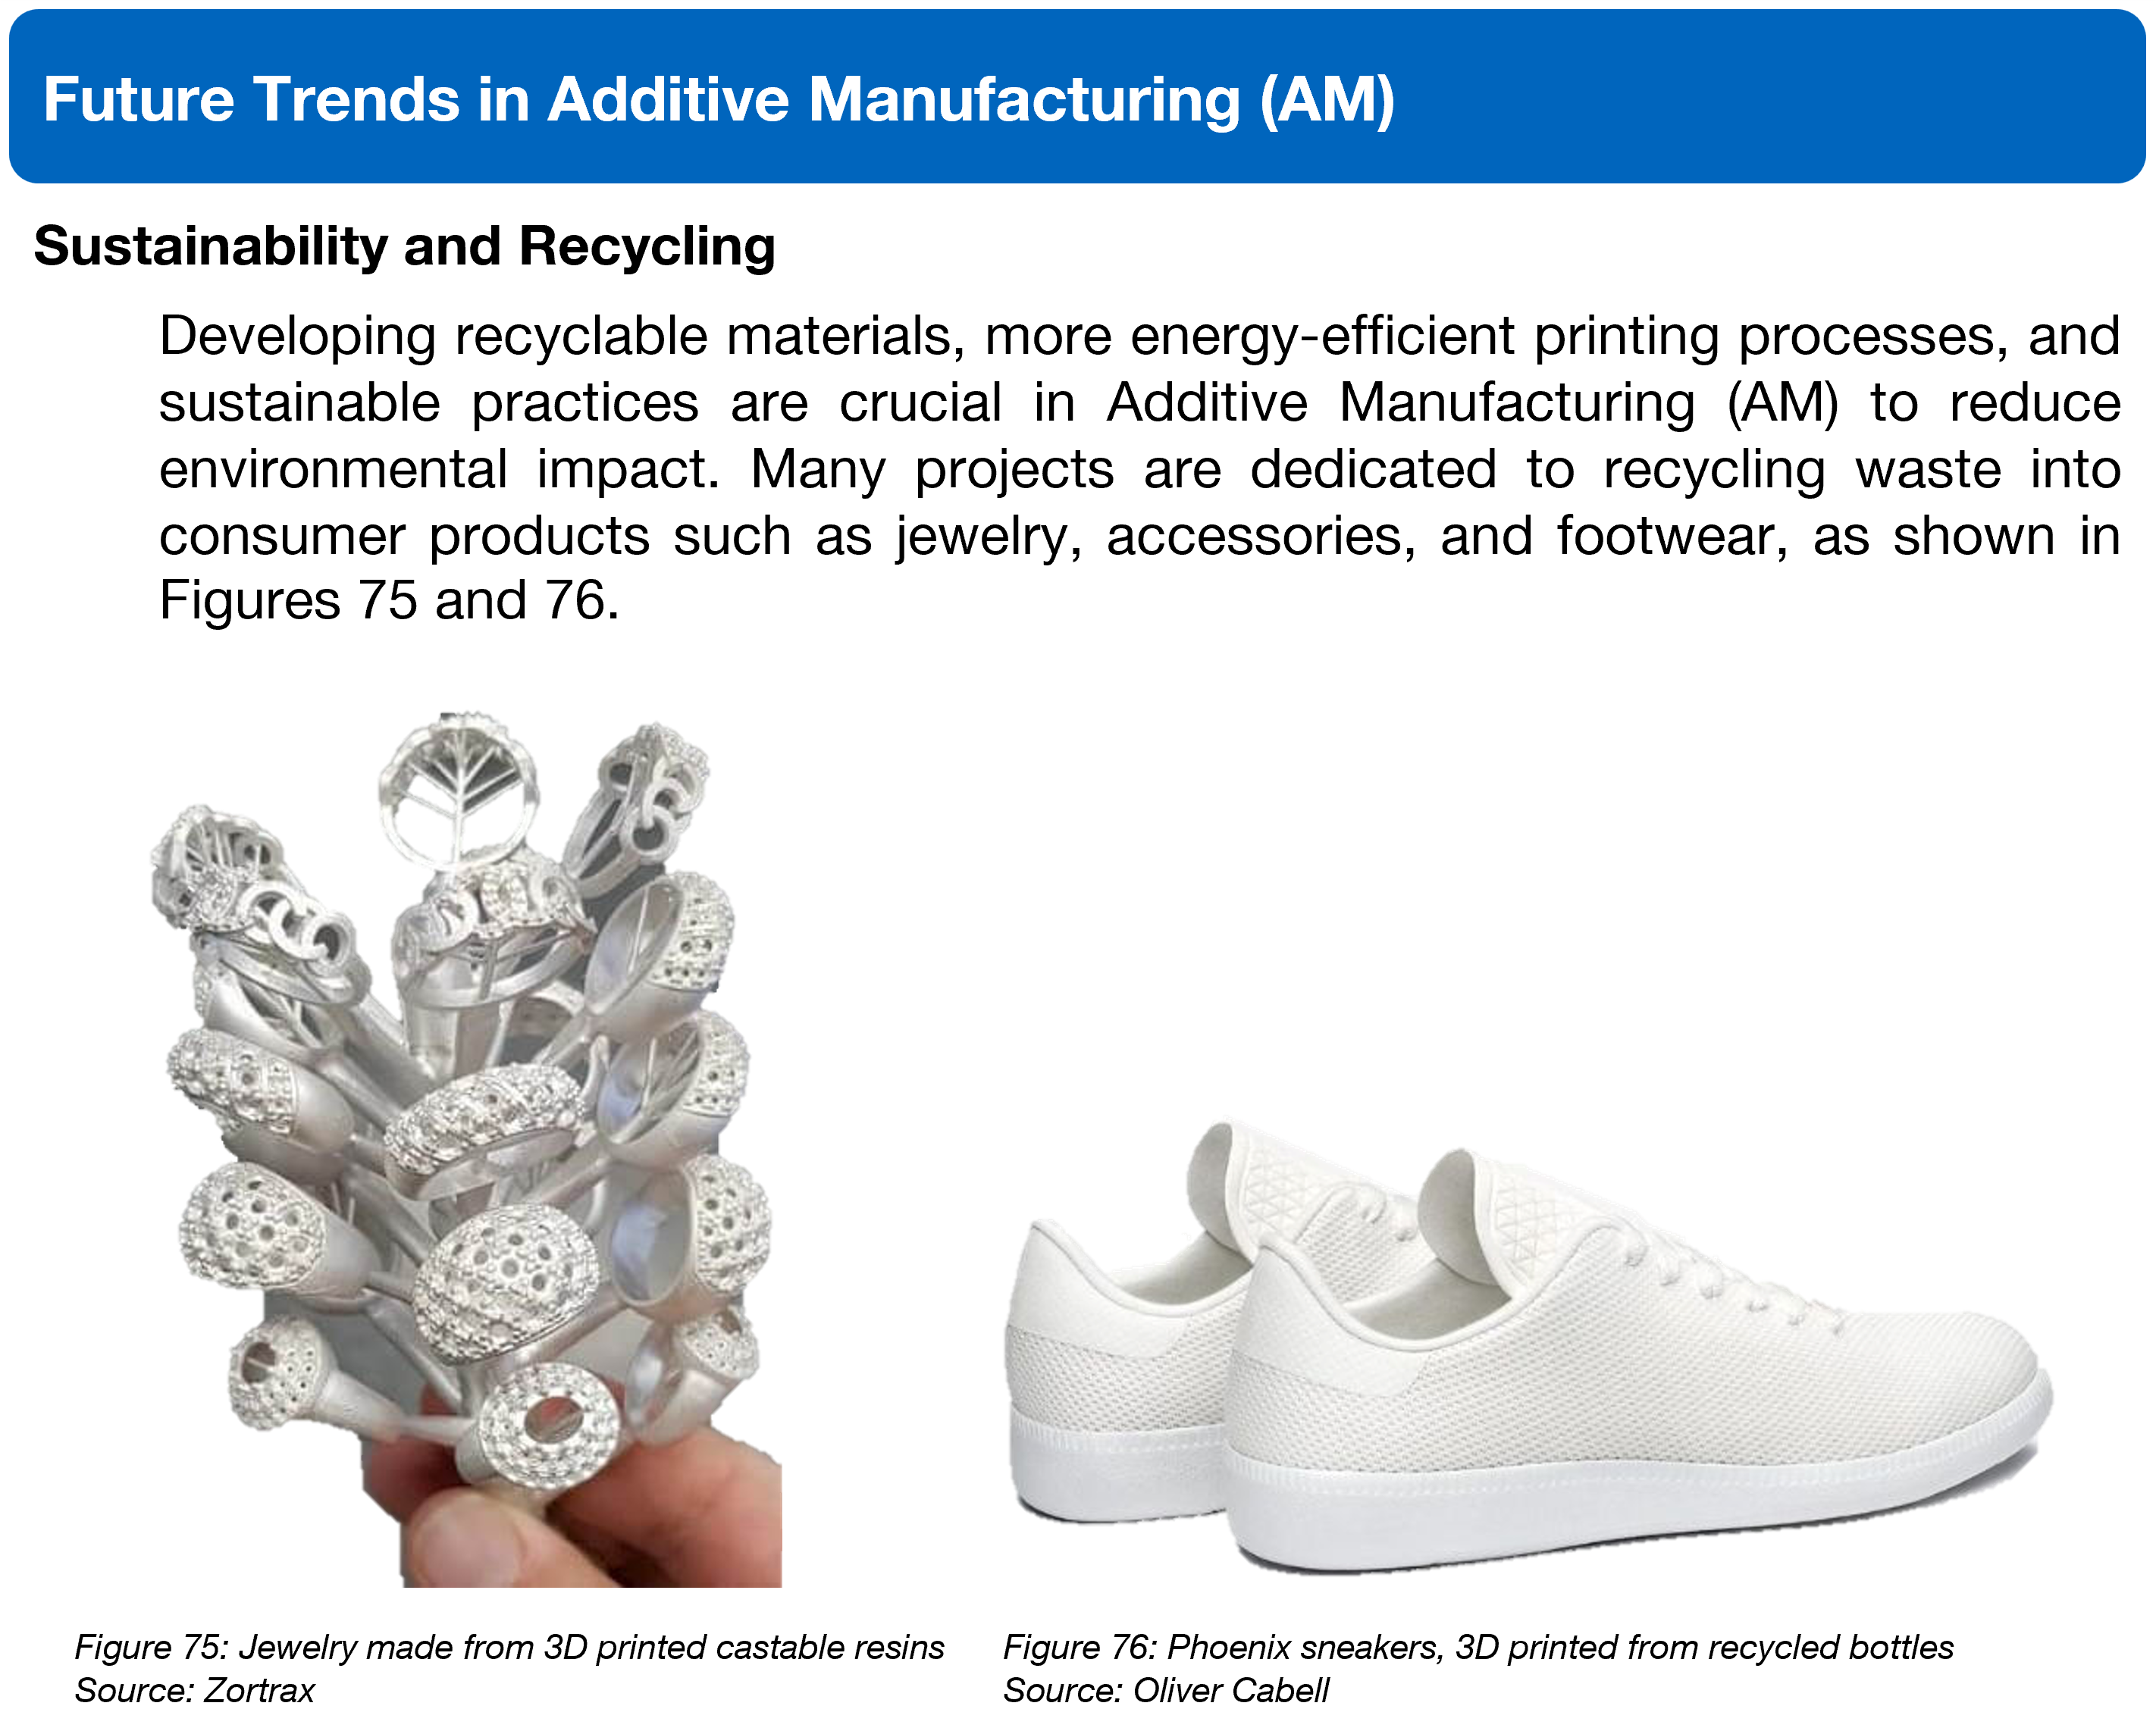 Future Trends in Additive Manufacturing (AM)
Sustainability and Recycling
Developing recyclable materials, more energy-efficient printing processes, and
sustainable practices are crucial in Additive Manufacturing (AM) to reduce
environmental impact. Many projects are dedicated to recycling waste into
consumer products such as jewelry, accessories, and footwear, as shown in
Figures 75 and 76.
Figure 75: Jewelry made from 3D printed castable resins
Source: Zortrax
Figure 76: Phoenix sneakers, 3D printed from recycled bottles
Source: Oliver Cabell